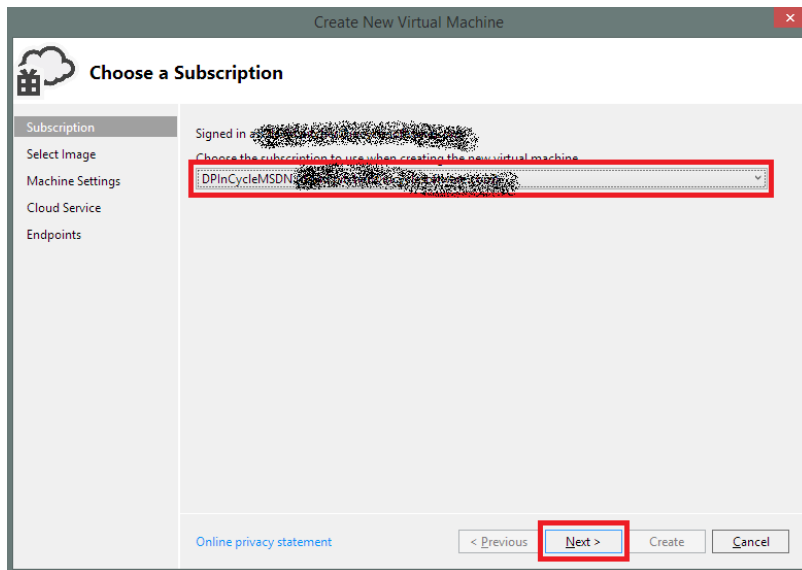 Create New Virtual Machine
Choose a Subscription
Subscription
Select Image
Machine Settings
Cloud Service
Endpoints
Signed in
Choose the subscription to use when creating the new virtual machine
DPInCycleMSDN
Online privacy statement
< Previous
Next >
Create
Cancel